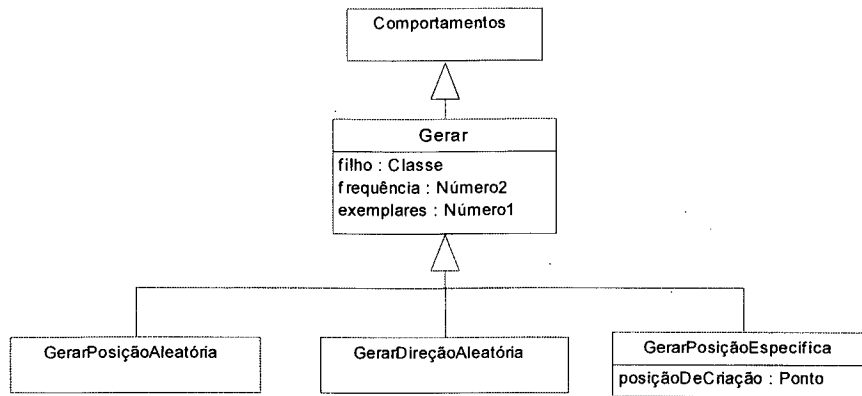 Comportamentos
Gerar
filho : Classe
frequência : Número2
exemplares : Número1
GerarPosiçãoAleatória
GerarDireçãoAleatória
GerarPosiçãoEspecifica
posiçãoDeCriação : Ponto